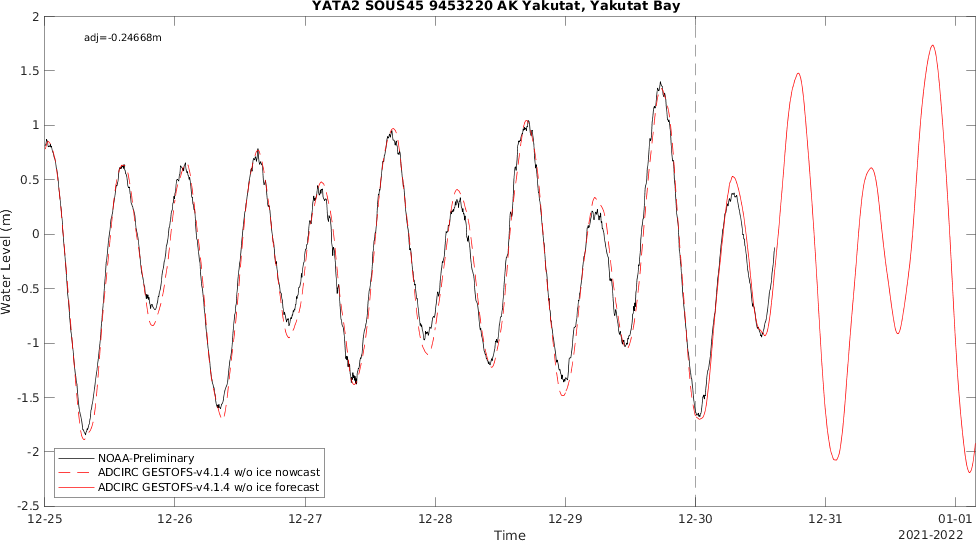 YATA2 SOUS45 9453220 AK Yakutat, Yakutat Bay
adj=-0.24668m
2
1.5
1
0.5
0
-0.5
-1
-1.5
-2
-2.5
Water Level (m)
NOAA-Preliminary
ADCIRC GESTOFS-v4.1.4 w/o ice nowcast
ADCIRC GESTOFS-v4.1.4 w/o ice forecast
12-25 12-26 12-27 12-28 12-29 12-30 12-31 01-01
Time
2021-2022